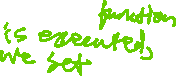 function
is executed,
we set